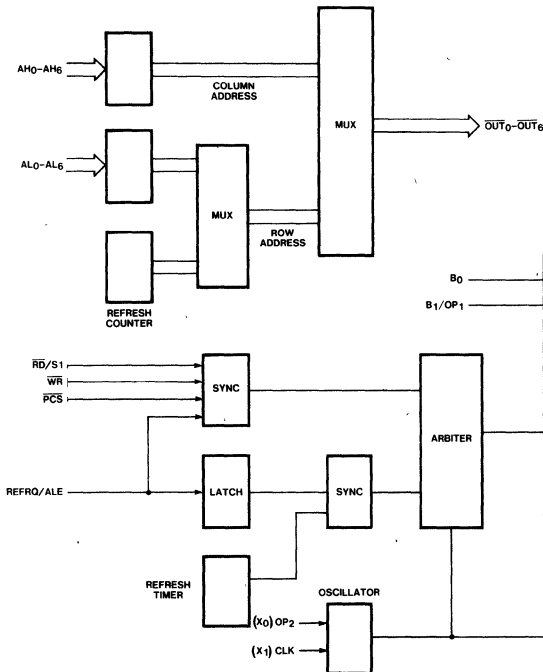 AH0–AH6
COLUMN
ADDRESS
MUX
OUT0–OUT6
AL0–AL6
MUX
ROW
ADDRESS
REFRESH
COUNTER
B0
B1/OP1
RD/S1
WR
PCS
SYNC
ARBITER
REFRQ/ALE
LATCH
SYNC
REFRESH
TIMER
OSCILLATOR
(X0) OP2
(X1) CLK